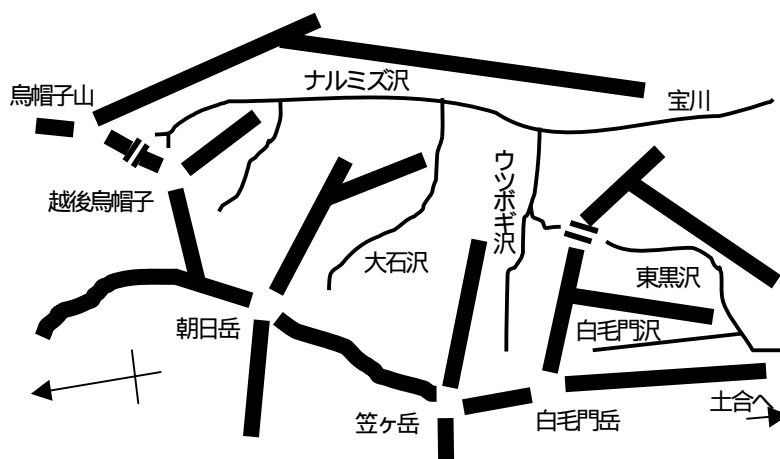 ナルミズ沢
烏帽子山
宝川
越後烏帽子
ウツボギ沢
大石沢
東黒沢
朝日岳
白毛門沢
土合へ
笠ヶ岳
白毛門岳